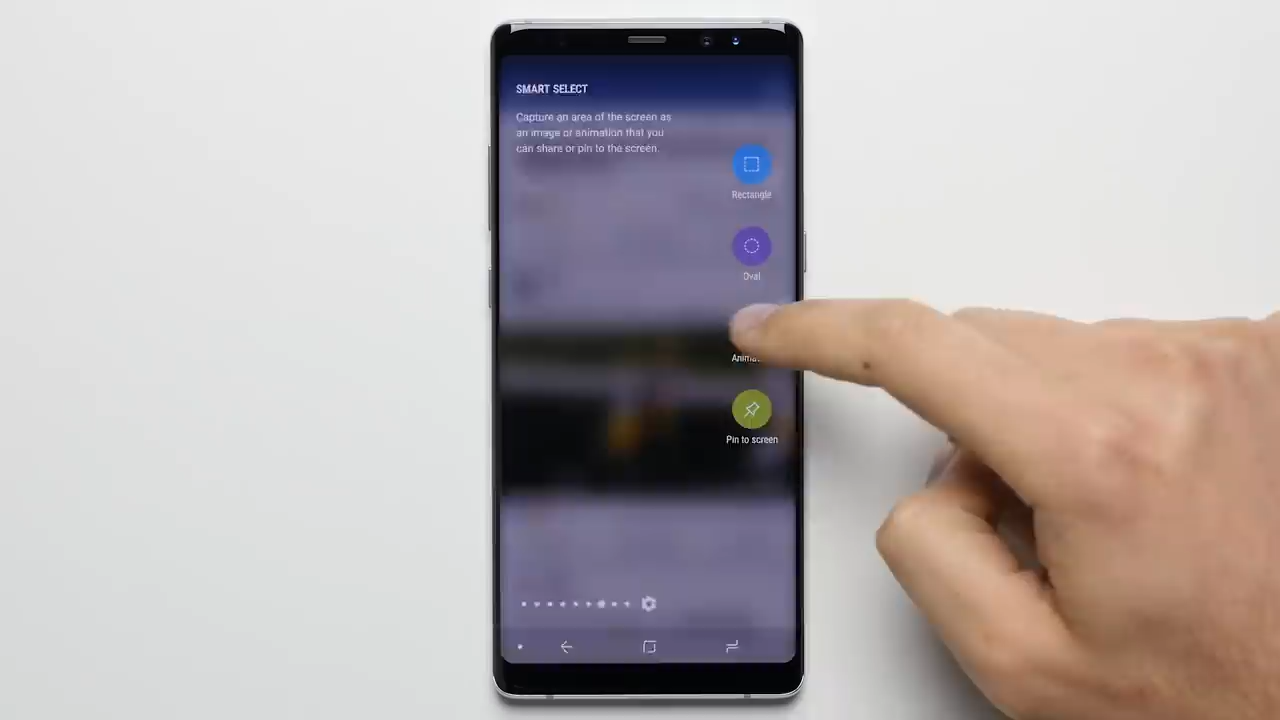 SMART SELECT
Capture an area of the screen as
an image or animation that you
can share or pin to the screen.
Rectangle
Oval
Pin to screen